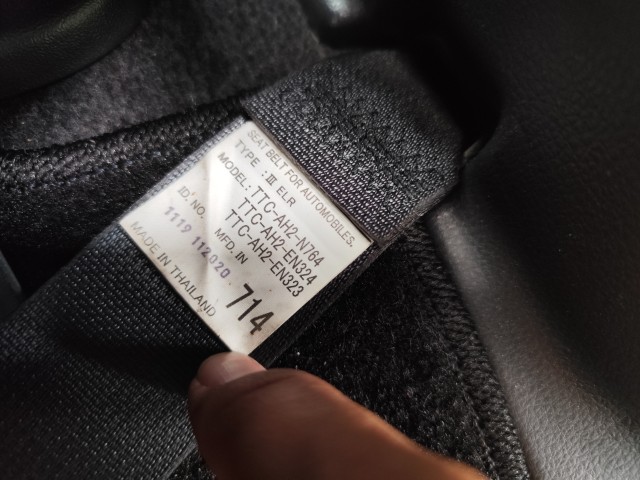 SEAT BELT FOR AUTOMOBILES.
TYPE : Ⅲ ELR
MODEL: TTC-AH2-N764
TTC-AH2-EN324
TTC-AH2-EN323
ID. NO. MFD. IN 714
1119 112020
MADE IN THAILAND